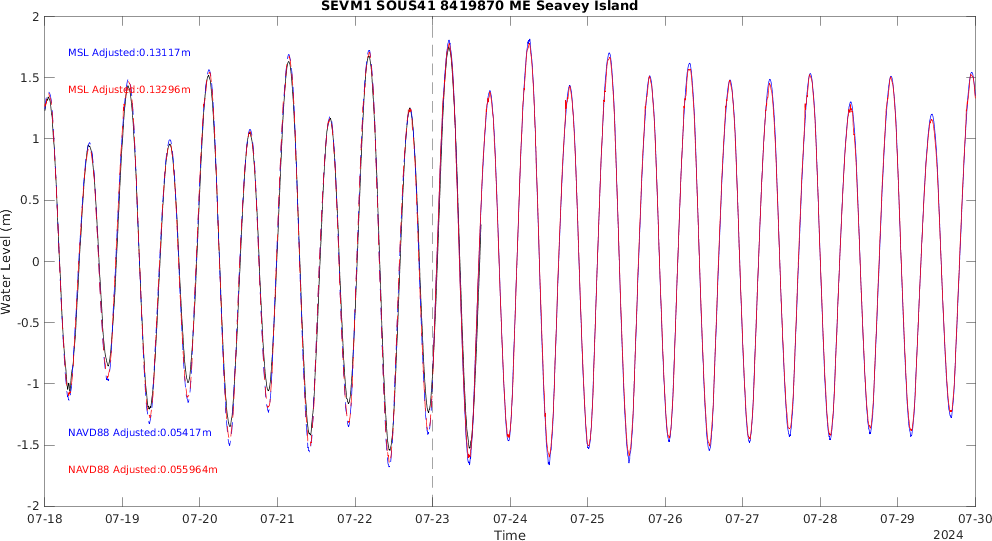 SEVM1 SOUS41 8419870 ME Seavey Island
2
1.5
1
0.5
0
-0.5
-1
-1.5
-2
Water Level (m)
MSL Adjusted:0.13117m
MSL Adjusted:0.13296m
NAVD88 Adjusted:0.05417m
NAVD88 Adjusted:0.055964m
07-18 07-19 07-20 07-21 07-22 07-23 07-24 07-25 07-26 07-27 07-28 07-29 07-30
Time
2024